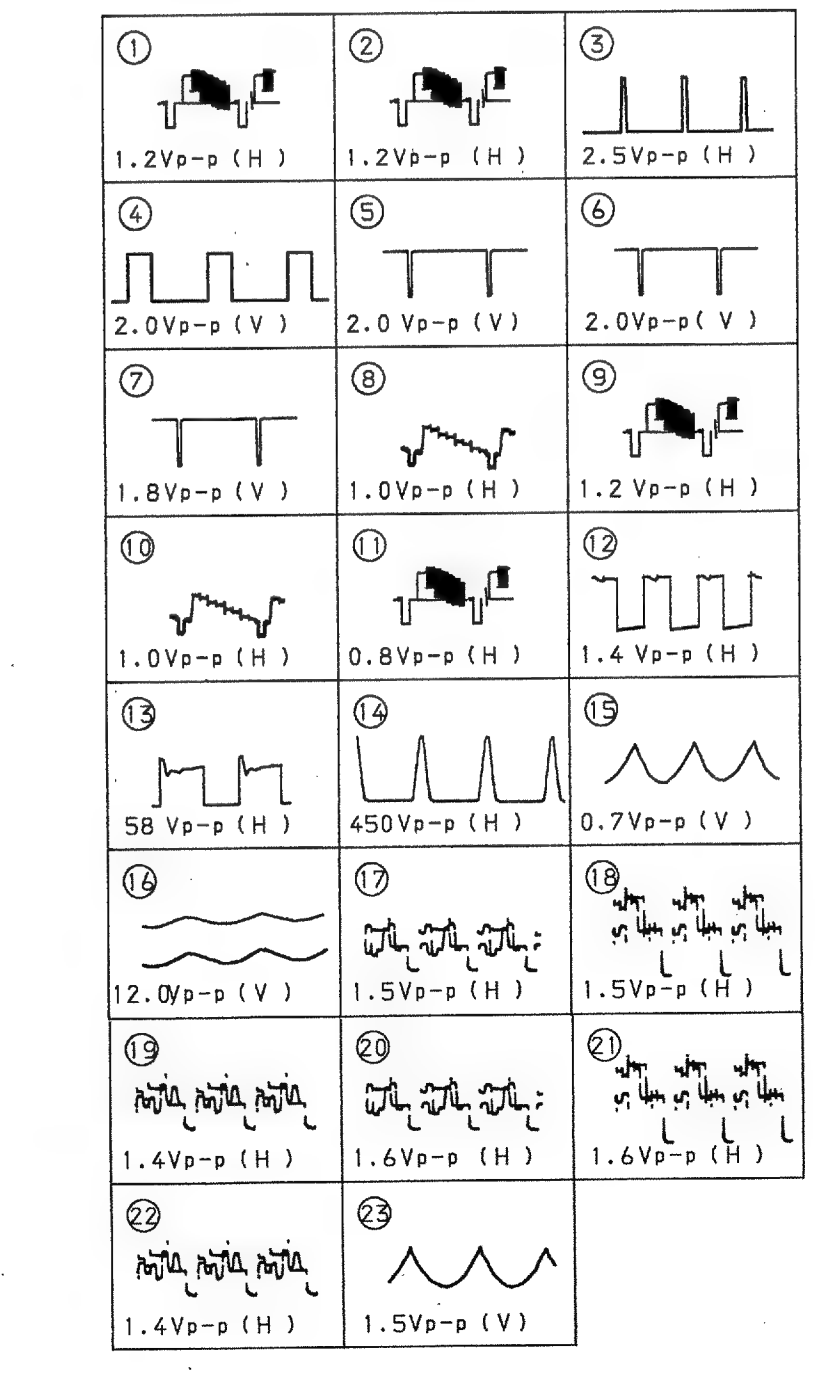 ① ② ③
1.2Vp-p (H) 1.2Vp-p (H) 2.5Vp-p (H)
④ ⑤ ⑥
2.0Vp-p (V) 2.0 Vp-p (V) 2.0Vp-p( V )
⑦ ⑧ ⑨
1.8Vp-p (V) 1.0Vp-p (H) 1.2 Vp-p (H)
⑩ ⑪ ⑫
1.0Vp-p (H) 0.8Vp-p (H) 1.4 Vp-p (H)
⑬ ⑭ ⑮
58 Vp-p (H) 450Vp-p (H) 0.7Vp-p (V)
⑯ ⑰ ⑱
12.0Vp-p (V) 1.5Vp-p (H) 1.5Vp-p (H)
⑲ ⑳ ㉑
1.4Vp-p (H) 1.6Vp-p (H) 1.6Vp-p (H)
㉒ ㉓
1.4Vp-p (H) 1.5Vp-p (V)